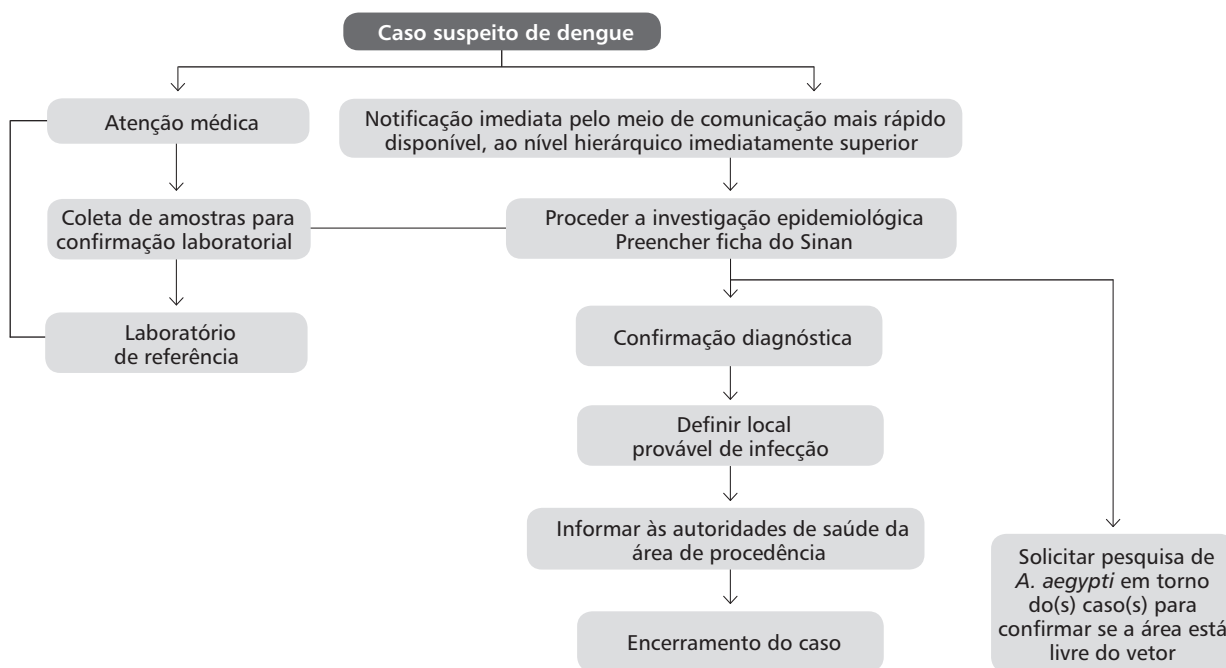 Caso suspeito de dengue
Atenção médica
Notificação imediata pelo meio de comunicação mais rápido
disponível, ao nível hierárquico imediatamente superior
Coleta de amostras para
confirmação laboratorial
Proceder a investigação epidemiológica
Preencher ficha do Sinan
Laboratório
de referência
Confirmação diagnóstica
Definir local
provável de infecção
Informar às autoridades de saúde da
área de procedência
Encerramento do caso
Solicitar pesquisa de
A. aegypti em torno
do(s) caso(s) para
confirmar se a área está
livre do vetor